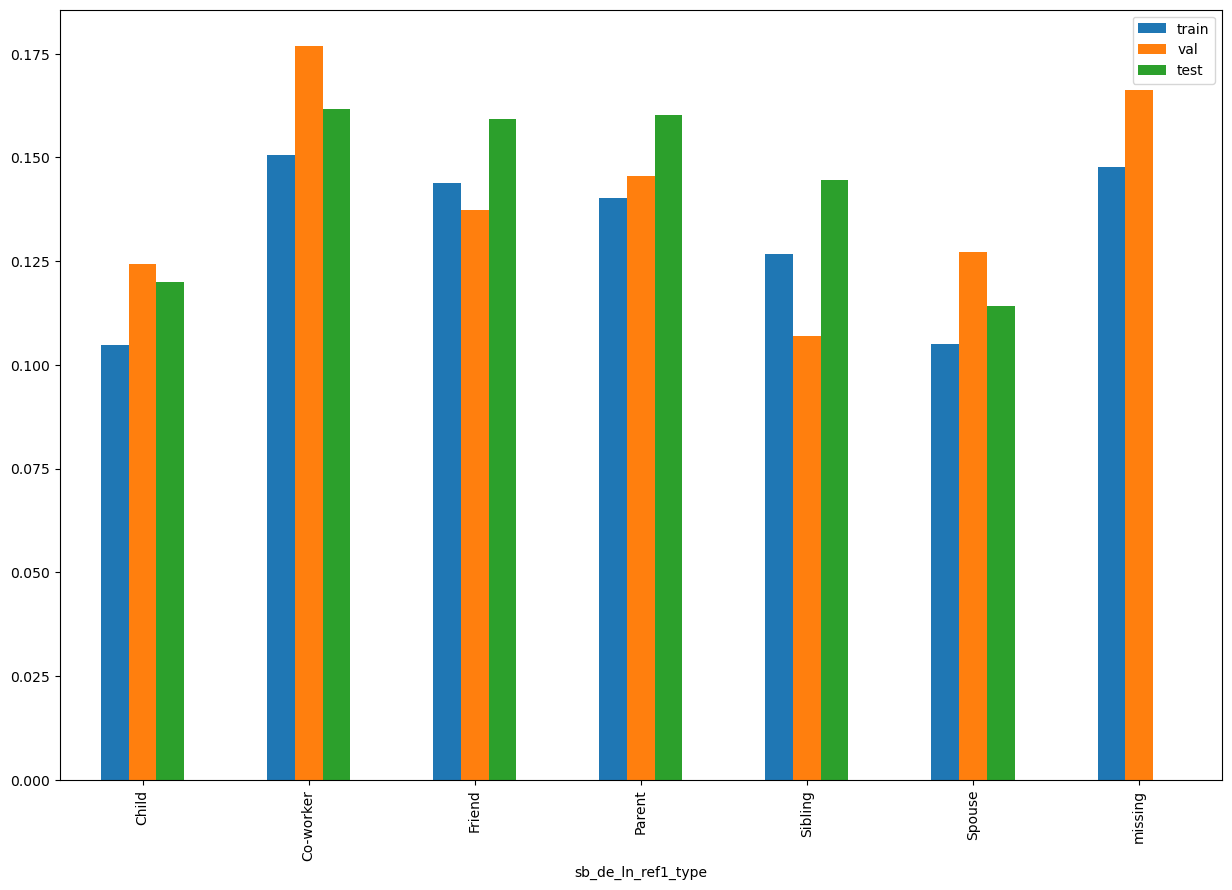 0.175
0.150
0.125
0.100
0.075
0.050
0.025
0.000
train
val
test
Child
Co-worker
Friend
Parent
Sibling
Spouse
missing
sb_de_ln_ref1_type